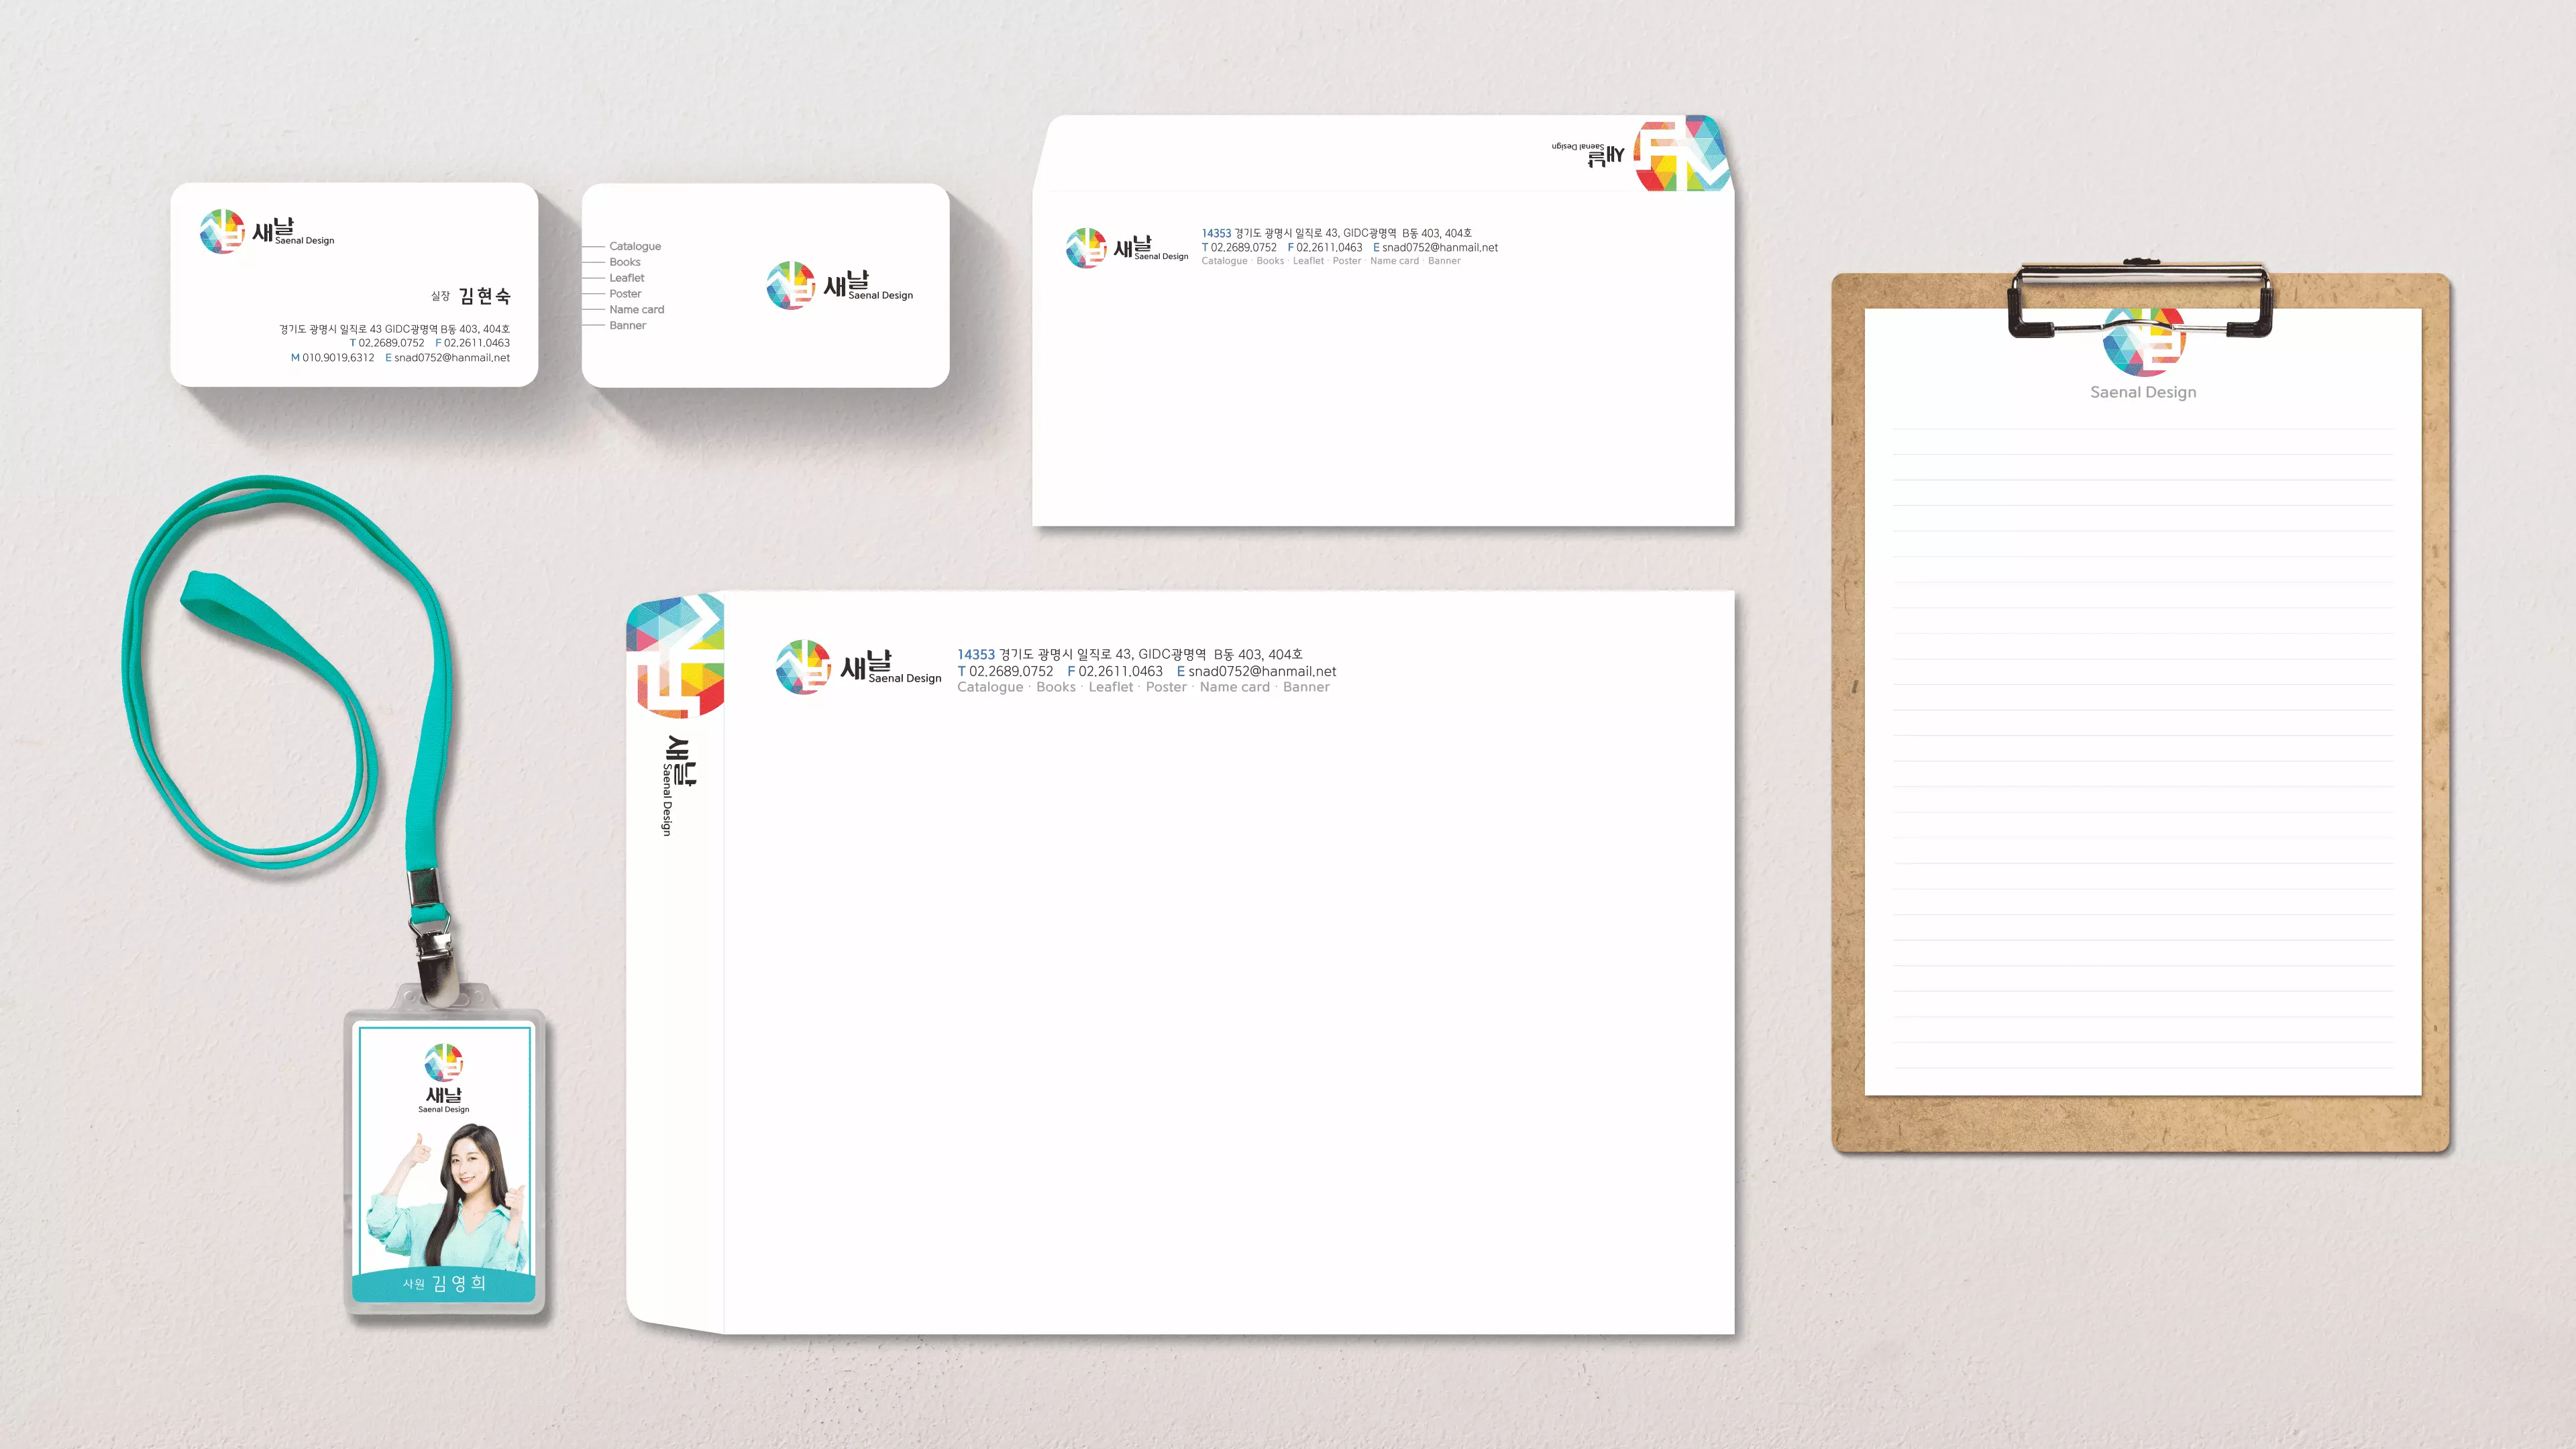 새날
Saenal Design
실장 김현숙
경기도 광명시 일직로 43 GIDC광명역 B동 403, 404호
T 02.2689.0752 F 02.2611.0463
M 010.9019.6312 E snad0752@hanmail.net
Catalogue
Books
Leaflet
Poster
Name card
Banner
새날
Saenal Design
새날
Saenal Design
새날
Saenal Design
14353 경기도 광명시 일직로 43, GIDC광명역 B동 403, 404호
T 02.2689.0752 F 02.2611.0463 E snad0752@hanmail.net
Catalogue · Books · Leaflet · Poster · Name card · Banner
Saenal Design
새날
Saenal Design
새날
Saenal Design
14353 경기도 광명시 일직로 43, GIDC광명역 B동 403, 404호
T 02.2689.0752 F 02.2611.0463 E snad0752@hanmail.net
Catalogue · Books · Leaflet · Poster · Name card · Banner
새날
Saenal Design
사원 김영희